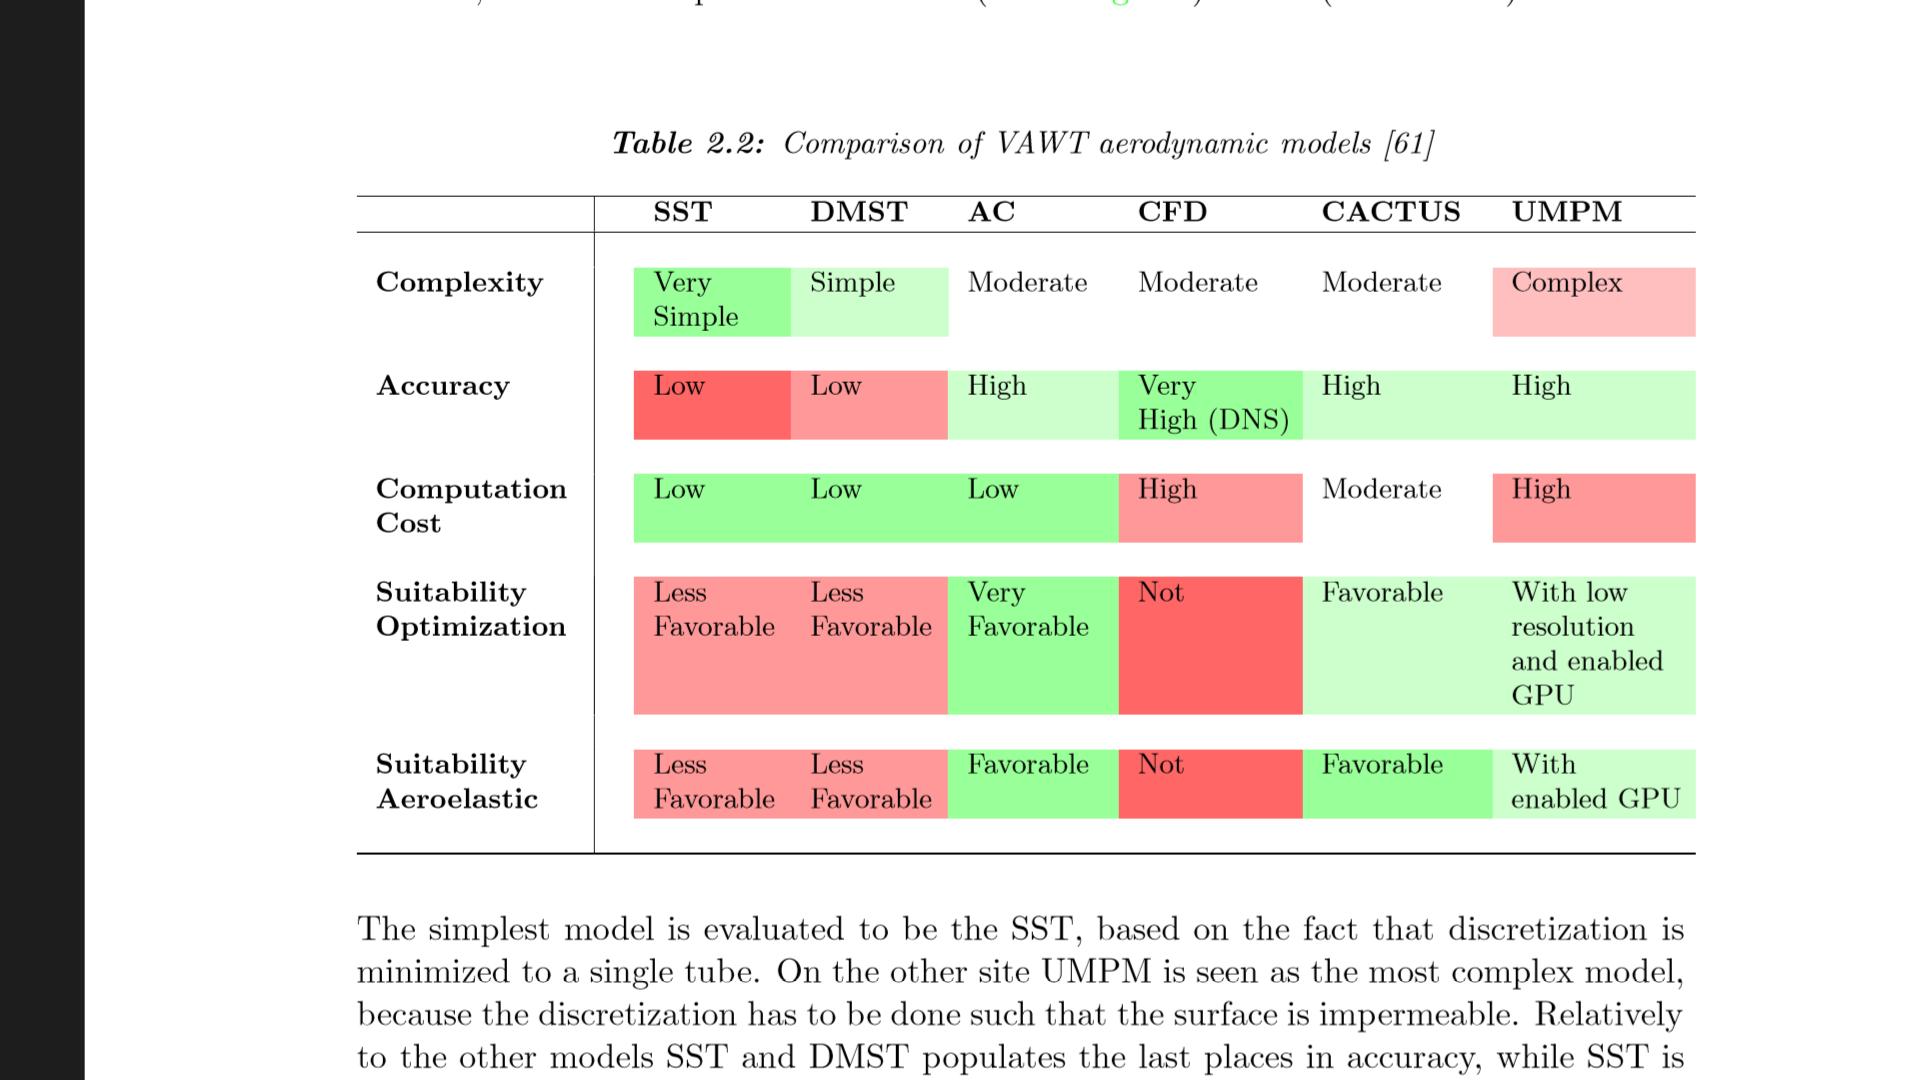 Table 2.2: Comparison of VAWT aerodynamic models [61]
SST DMST AC CFD CACTUS UMPM
Complexity Very Simple Moderate Moderate Moderate Complex
Simple
Accuracy Low Low High Very High High
High (DNS)
Computation Low Low Low High Moderate High
Cost
Suitability Less Less Very Not Favorable With low
Optimization Favorable Favorable Favorable resolution
and enabled
GPU
Suitability Less Less Favorable Not Favorable With
Aeroelastic Favorable Favorable enabled GPU
The simplest model is evaluated to be the SST, based on the fact that discretization is
minimized to a single tube. On the other site UMPM is seen as the most complex model,
because the discretization has to be done such that the surface is impermeable. Relatively
to the other models SST and DMST populates the last places in accuracy, while SST is